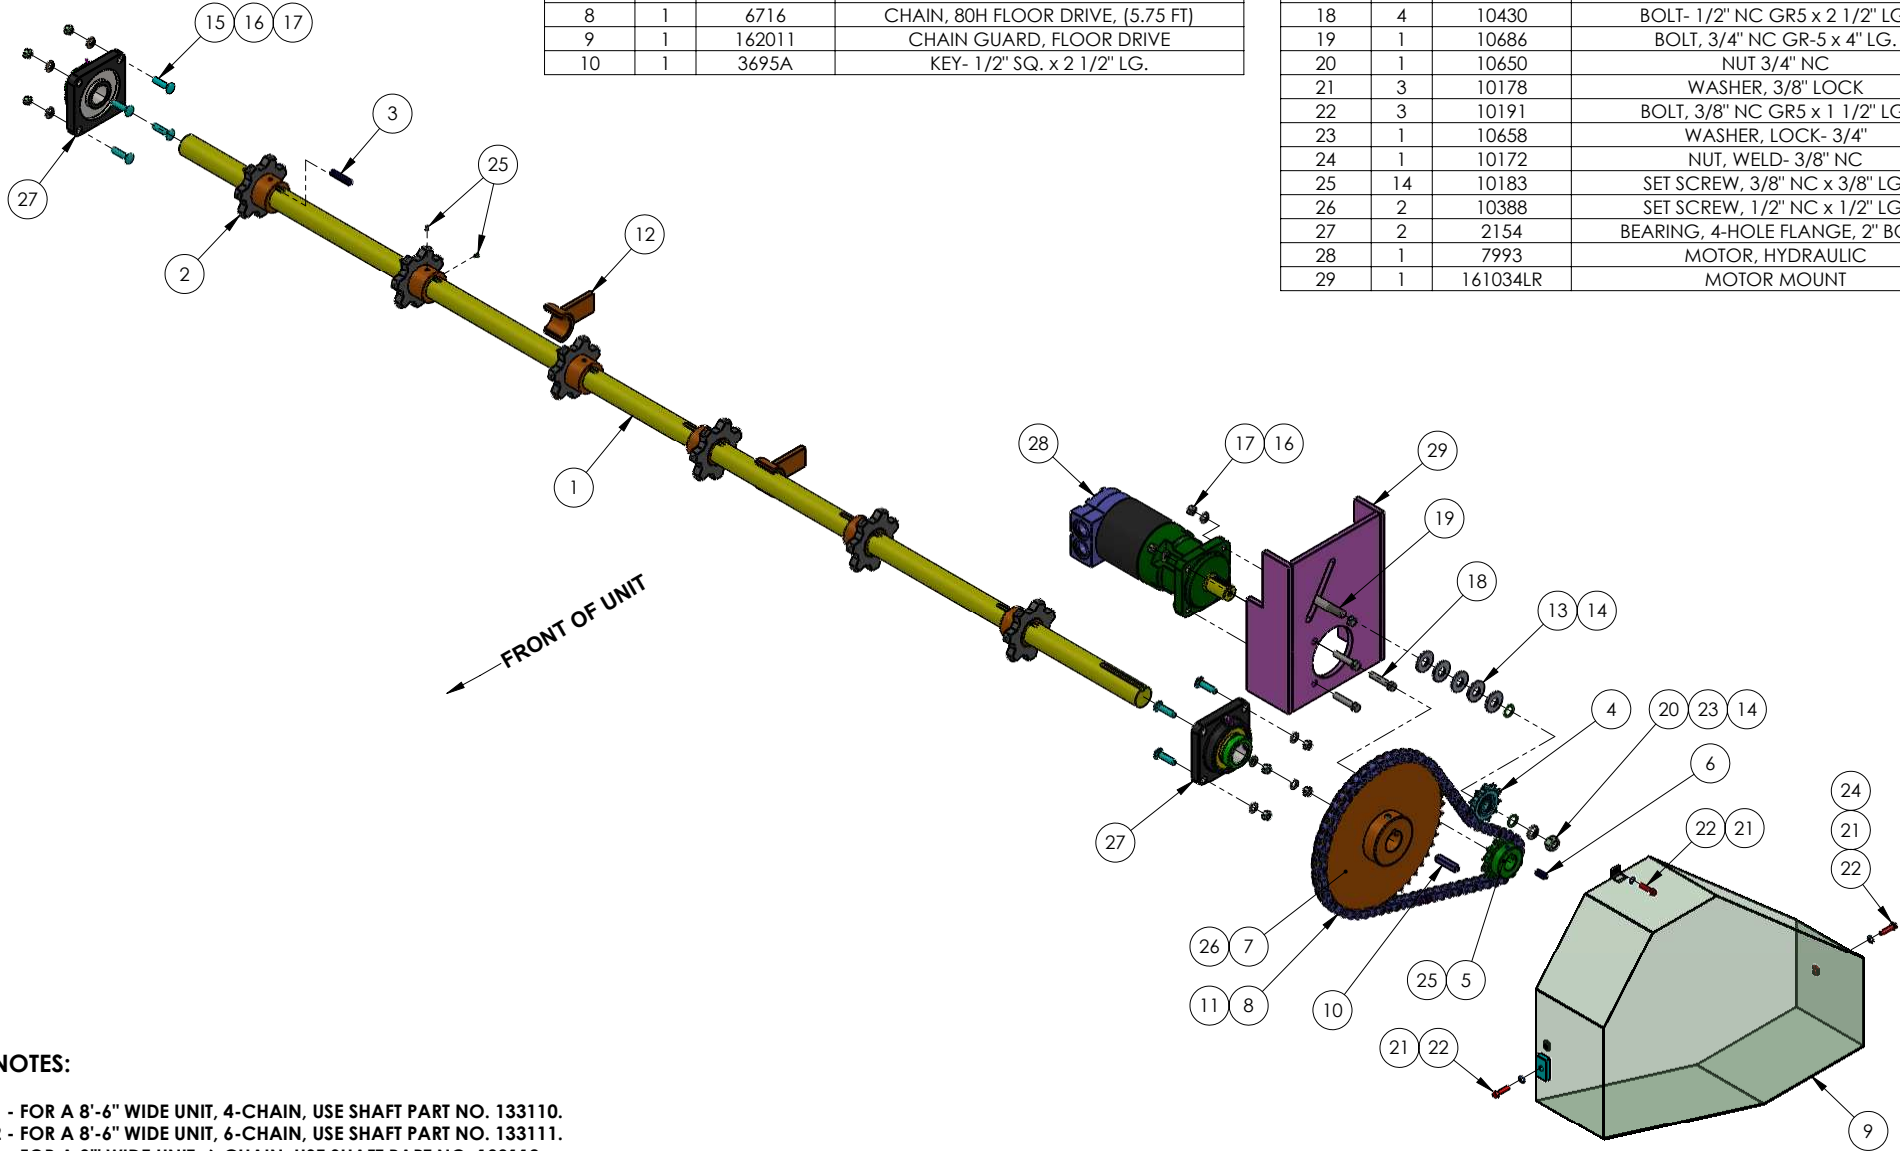 8 1 6716 CHAIN, 80H FLOOR DRIVE, (5.75 FT)
9 1 162011 CHAIN GUARD, FLOOR DRIVE
10 1 3695A KEY- 1/2" SQ. x 2 1/2" LG.
18 4 10430 BOLT- 1/2" NC GR5 x 2 1/2" LG
19 1 10686 BOLT, 3/4" NC GR-5 x 4" LG.
20 1 10650 NUT 3/4" NC
21 3 10178 WASHER, 3/8" LOCK
22 3 10191 BOLT, 3/8" NC GR5 x 1 1/2" LG
23 1 10658 WASHER, LOCK- 3/4"
24 1 10172 NUT, WELD- 3/8" NC
25 14 10183 SET SCREW, 3/8" NC x 3/8" LG
26 2 10388 SET SCREW, 1/2" NC x 1/2" LG
27 2 2154 BEARING, 4-HOLE FLANGE, 2"
28 1 7993 MOTOR, HYDRAULIC
29 1 161034LR MOTOR MOUNT
15 16 17
3
25
27
2
12
1
28
17 16
29
19
18
13 14
4
20 23 14
6
24
21
22
22 21
27
26 7
11 8
10
25 5
21 22
9
FRONT OF UNIT
NOTES:
- FOR A 8'-6" WIDE UNIT, 4-CHAIN, USE SHAFT PART NO. 133110.
- FOR A 8'-6" WIDE UNIT, 6-CHAIN, USE SHAFT PART NO. 133111.